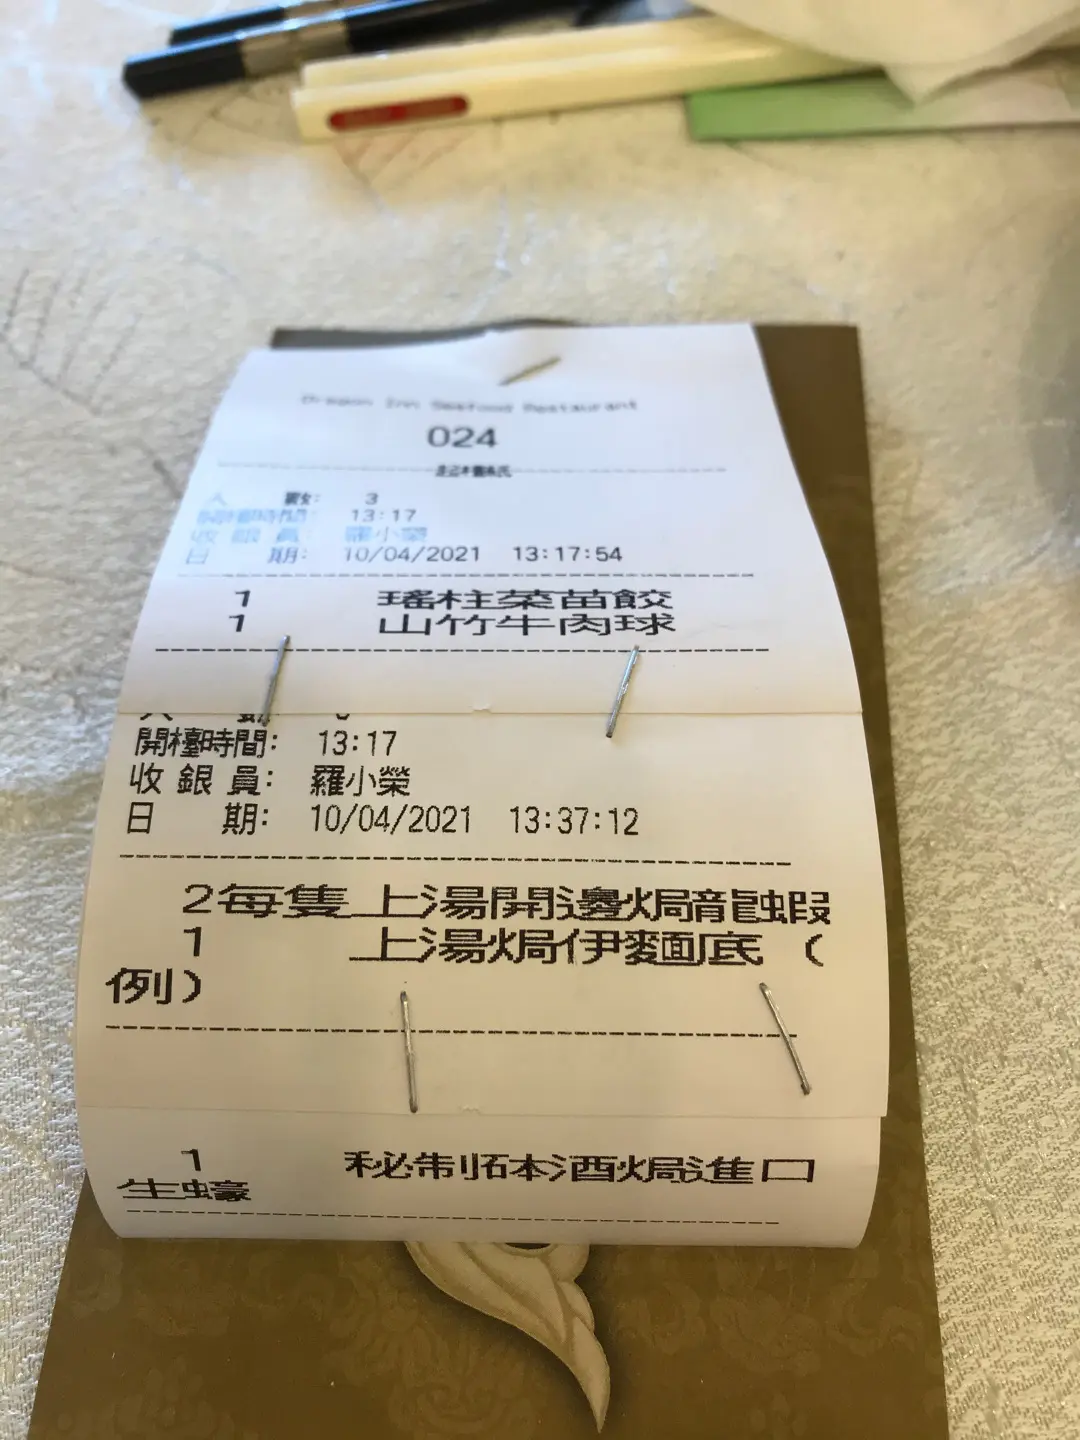 Dragon Inn Seafood Restaurant
024
人 數: 3
開檯時間: 13:17
收 銀 員: 羅小榮
日 期: 10/04/2021 13:17:54
1 瑤柱菜苗餃
1 山竹牛肉球
開檯時間: 13:17
收 銀 員: 羅小榮
日 期: 10/04/2021 13:37:12
2每隻 上湯開邊焗龍蝦
1 上湯焗伊麵底 (
例)
1 秘制砵酒焗進口
生蠔